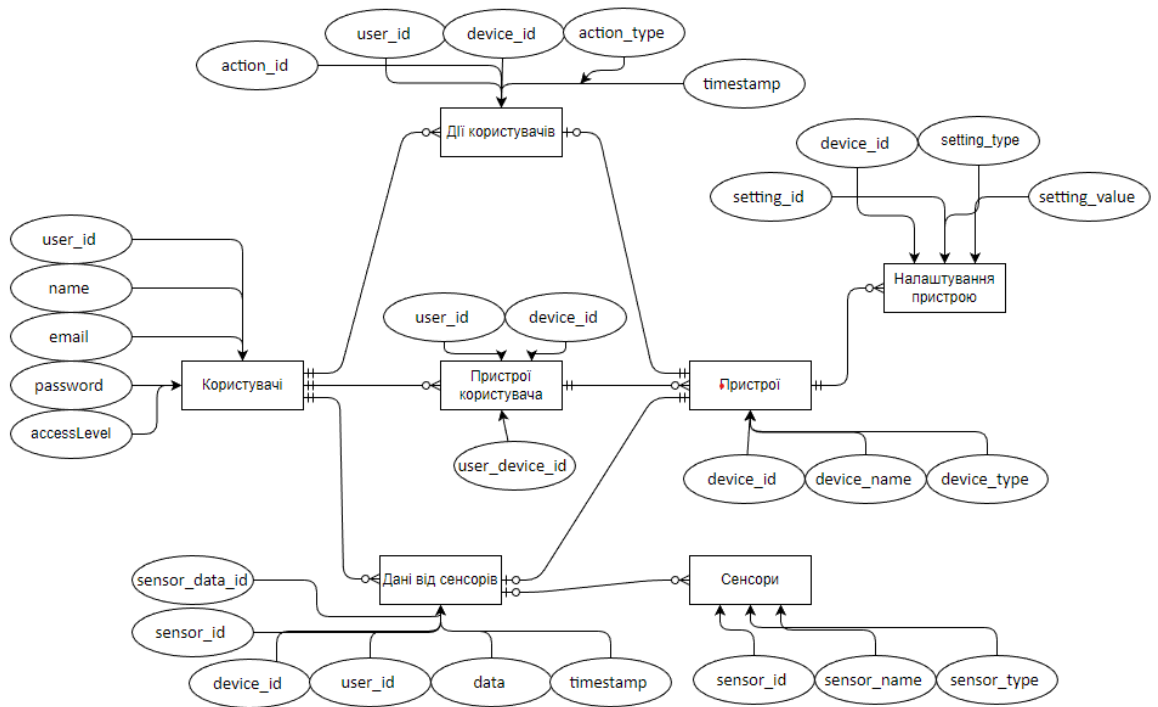 user_id
device_id
action_type
action_id
timestamp
Дії користувачів
device_id
setting_type
setting_id
setting_value
Налаштування
пристрою
user_id
name
email
password
accessLevel
Користувачі
user_id
device_id
Пристрої
користувача
user_device_id
Пристрої
device_id
device_name
device_type
Дані від сенсорів
sensor_data_id
sensor_id
device_id
user_id
data
timestamp
Сенсори
sensor_id
sensor_name
sensor_type